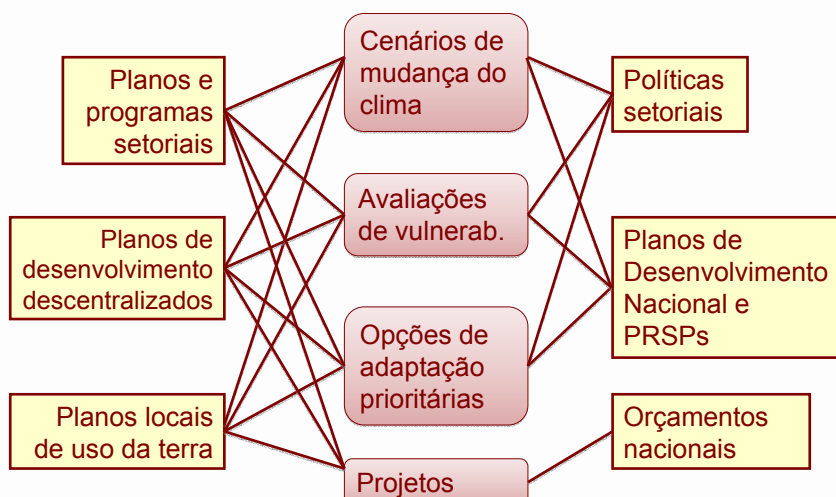 Planos e
programas
setoriais
Planos de
desenvolvimento
descentralizados
Planos locais
de uso da terra
Cenários de
mudança do
clima
Avaliações
de vulnerab.
Opções de
adaptação
prioritárias
Projetos
Políticas
setoriais
Planos de
Desenvolvimento
Nacional e
PRSPs
Orçamentos
nacionais